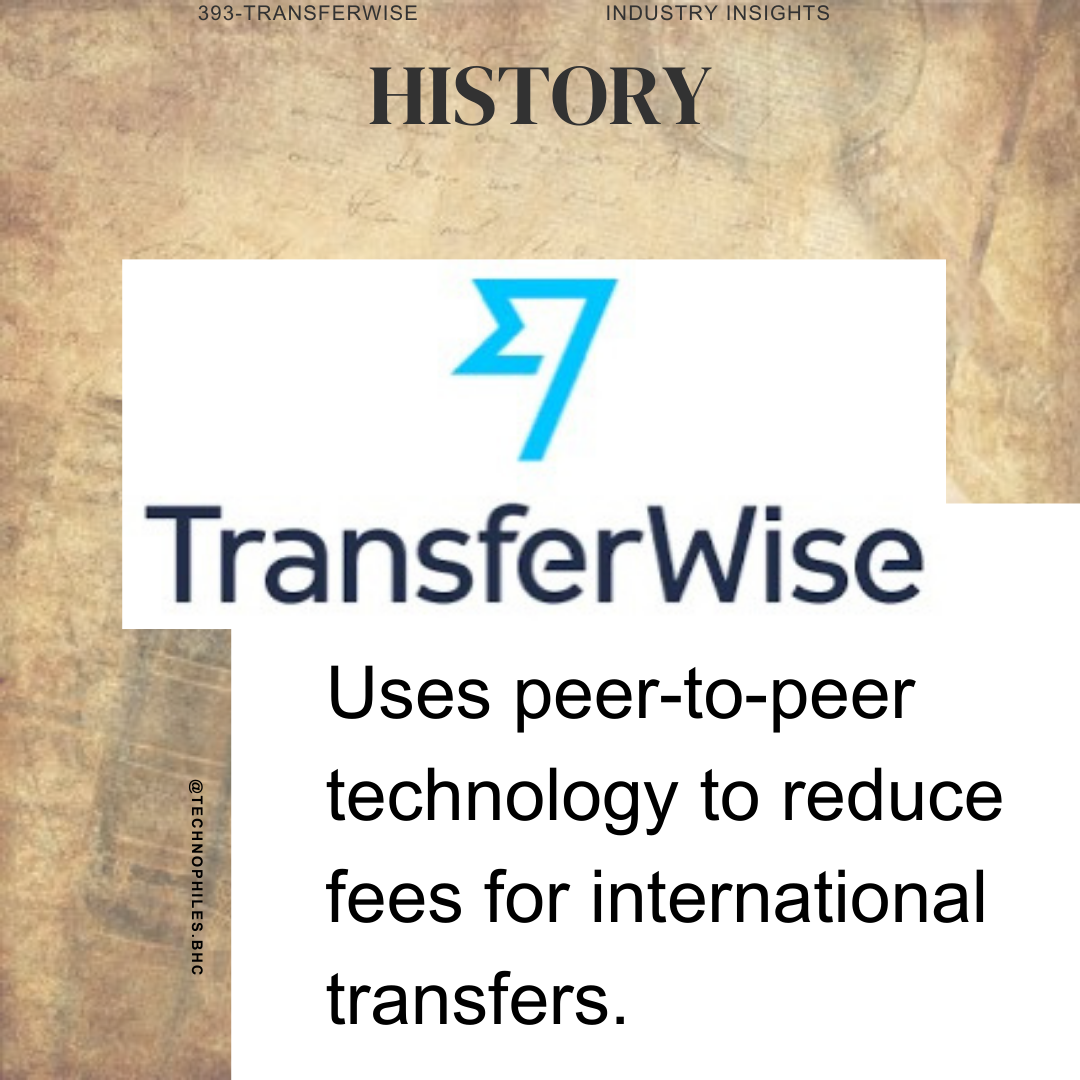 393-TRANSFERWISE
INDUSTRY INSIGHTS
HISTORY
TransferWise
Uses peer-to-peer
technology to reduce
fees for international
transfers.
@TECHNOPHILES.BHC